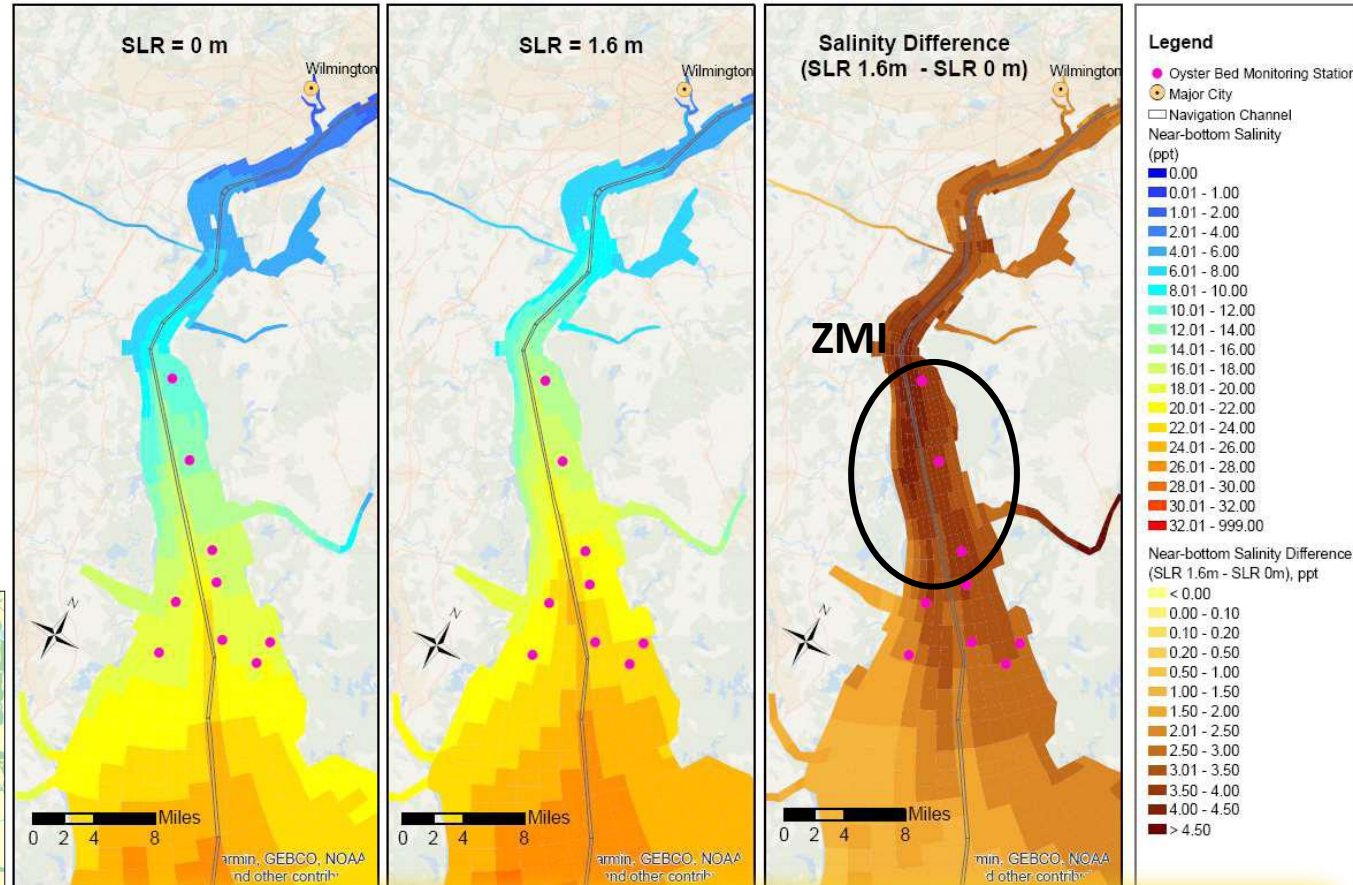 SLR = 0 m
Wilmington
N
0 2 4 8 Miles
armin, GEBCO, NOAA
nd other contrib
SLR = 1.6 m
Wilmington
N
0 2 4 8 Miles
armin, GEBCO, NOAA
nd other contrib
Salinity Difference
(SLR 1.6m - SLR 0 m)
Wilmington
ZMI
N
0 2 4 8 Miles
min, GEBCO, NOAA
d other contrib
Legend
Oyster Bed Monitoring Station
Major City
Navigation Channel
Near-bottom Salinity
(ppt)
0.00
0.01 - 1.00
1.01 - 2.00
2.01 - 4.00
4.01 - 6.00
6.01 - 8.00
8.01 - 10.00
10.01 - 12.00
12.01 - 14.00
14.01 - 16.00
16.01 - 18.00
18.01 - 20.00
20.01 - 22.00
22.01 - 24.00
24.01 - 26.00
26.01 - 28.00
28.01 - 30.00
30.01 - 32.00
32.01 - 999.00
Near-bottom Salinity Difference
(SLR 1.6m - SLR 0m), ppt
< 0.00
0.00 - 0.10
0.10 - 0.20
0.20 - 0.50
0.50 - 1.00
1.00 - 1.50
1.50 - 2.00
2.01 - 2.50
2.50 - 3.00
3.01 - 3.50
3.50 - 4.00
4.00 - 4.50
> 4.50